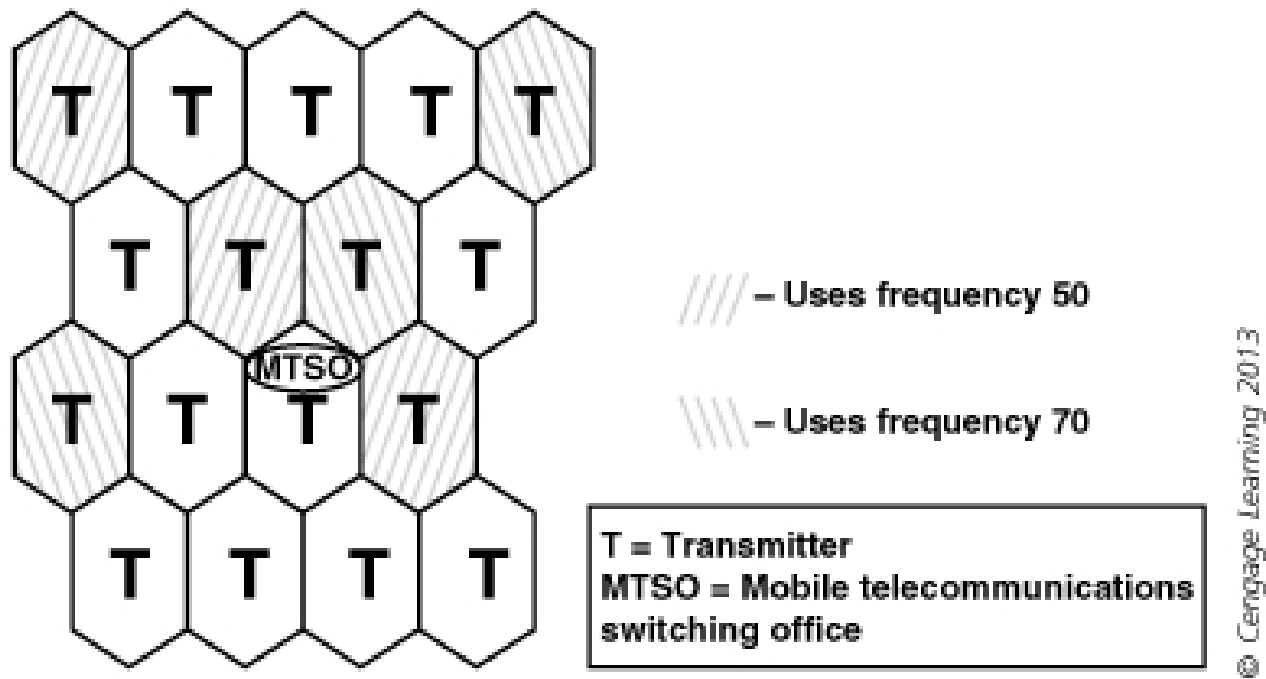 T T T T T
T T T T
MTSO
T T T T
T T T T
– Uses frequency 50
– Uses frequency 70
T = Transmitter
MTSO = Mobile telecommunications
switching office
© Cengage Learning 2013